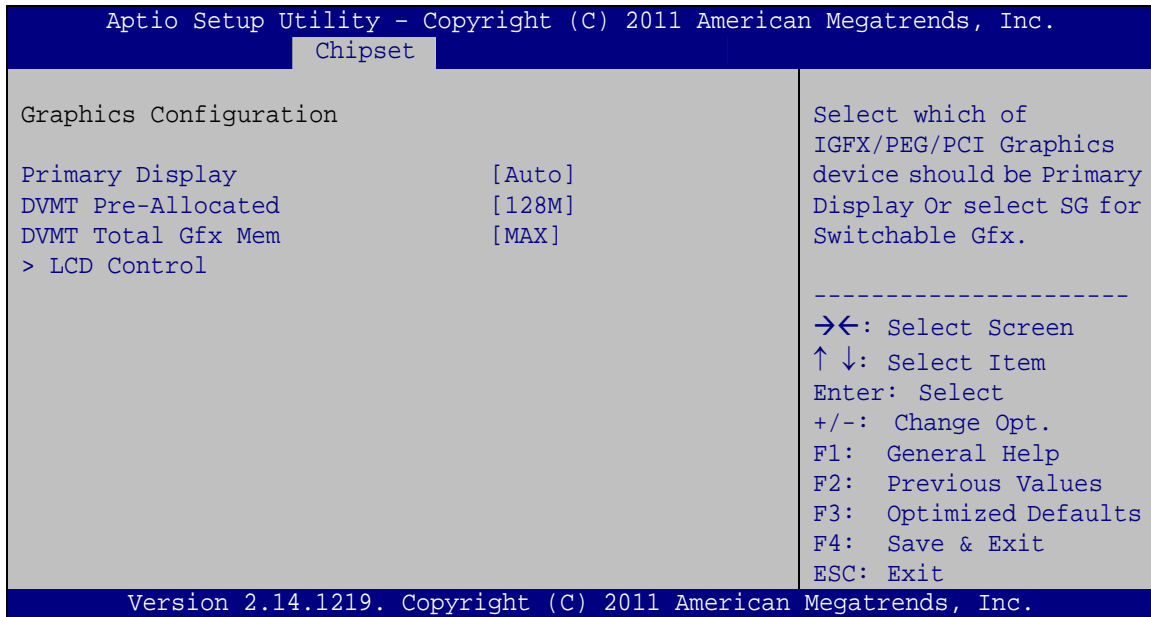 Aptio Setup Utility – Copyright (C) 2011 American Megatrends, Inc.
Chipset
Graphics Configuration
Primary Display [Auto]
DVMT Pre-Allocated [128M]
DVMT Total Gfx Mem [MAX]
> LCD Control
Select which of
IGFX/PEG/PCI Graphics
device should be Primary
Display Or select SG for
Switchable Gfx.
----------------------
→←: Select Screen
↑ ↓: Select Item
Enter: Select
+/-: Change Opt.
F1: General Help
F2: Previous Values
F3: Optimized Defaults
F4: Save & Exit
ESC: Exit
Version 2.14.1219. Copyright (C) 2011 American Megatrends, Inc.